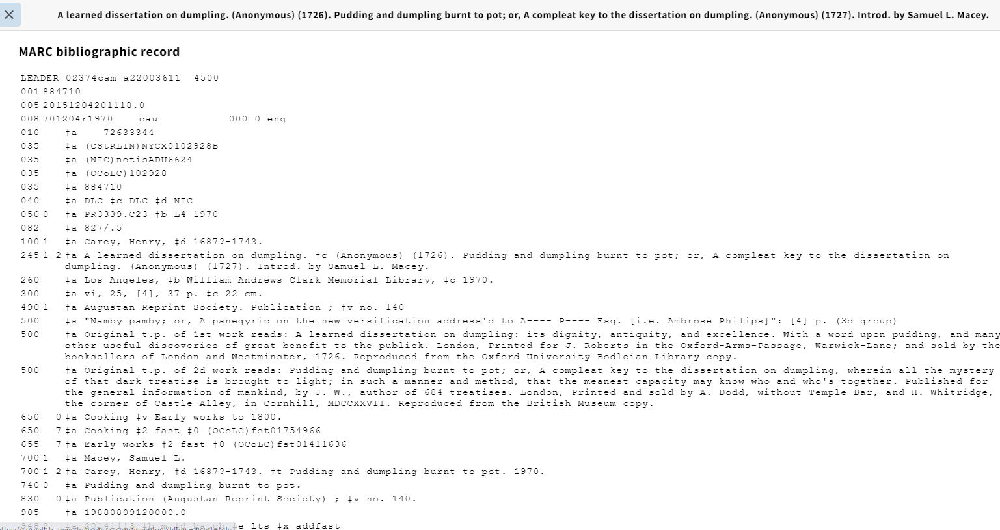 A learned dissertation on dumpling. (Anonymous) (1726). Pudding and dumpling burnt to pot; or, A compleat key to the dissertation on dumpling. (Anonymous) (1727). Introd. by Samuel L. Macey.
MARC bibliographic record
LEADER 02374cam a22003611  4500
001 884710
005 20151204201118.0
008 701204r1970    cau           000 0 eng
010    ‡a    72633344
035    ‡a (CStRLIN)NYCX0102928B
035    ‡a (NIC)notisADU6624
035    ‡a (OCoLC)102928
035    ‡a 884710
040    ‡a DLC ‡c DLC ‡d NIC
050 0  ‡a PR3339.C23 ‡b L4 1970
082    ‡a 827/.5
100 1  ‡a Carey, Henry, ‡d 1687?-1743.
245 1 2 ‡a A learned dissertation on dumpling. ‡c (Anonymous) (1726). Pudding and dumpling burnt to pot; or, A compleat key to the dissertation on
dumpling. (Anonymous) (1727). Introd. by Samuel L. Macey.
260    ‡a Los Angeles, ‡b William Andrews Clark Memorial Library, ‡c 1970.
300    ‡a vi, 25, [4], 37 p. ‡c 22 cm.
490 1  ‡a Augustan Reprint Society. Publication ; ‡v no. 140
500    ‡a "Namby pamby; or, A panegyric on the new versification address'd to A---- P---- Esq. [i.e. Ambrose Philips]": [4] p. (3d group)
500    ‡a Original t.p. of 1st work reads: A learned dissertation on dumpling: its dignity, antiquity, and excellence. With a word upon pudding, and many
other useful discoveries of great benefit to the publick. London, Printed for J. Roberts in the Oxford-Arms-Passage, Warwick-Lane; and sold by the
booksellers of London and Westminster, 1726. Reproduced from the Oxford University Bodleian Library copy.
500    ‡a Original t.p. of 2d work reads: Pudding and dumpling burnt to pot; or, A compleat key to the dissertation on dumpling, wherein all the mystery
of that dark treatise is brought to light; in such a manner and method, that the meanest capacity may know who and who's together. Published for
the general information of mankind, by J. W., author of 684 treatises. London, Printed and sold by A. Dodd, without Temple-Bar, and H. Whitridge,
the corner of Castle-Alley, in Cornhill, MDCCXXVII. Reproduced from the British Museum copy.
650   0 ‡a Cooking ‡v Early works to 1800.
650   7 ‡a Cooking ‡2 fast ‡0 (OCoLC)fst01754966
655   7 ‡a Early works ‡2 fast ‡0 (OCoLC)fst01411636
700 1  ‡a Macey, Samuel L.
700 1 2 ‡a Carey, Henry, ‡d 1687?-1743. ‡t Pudding and dumpling burnt to pot. 1970.
740 0  ‡a Pudding and dumpling burnt to pot.
830   0 ‡a Publication (Augustan Reprint Society) ; ‡v no. 140.
905    ‡a 19880809120000.0
948 2  ‡a 20141113 ‡b m ‡d batch ‡e lts ‡x addfast